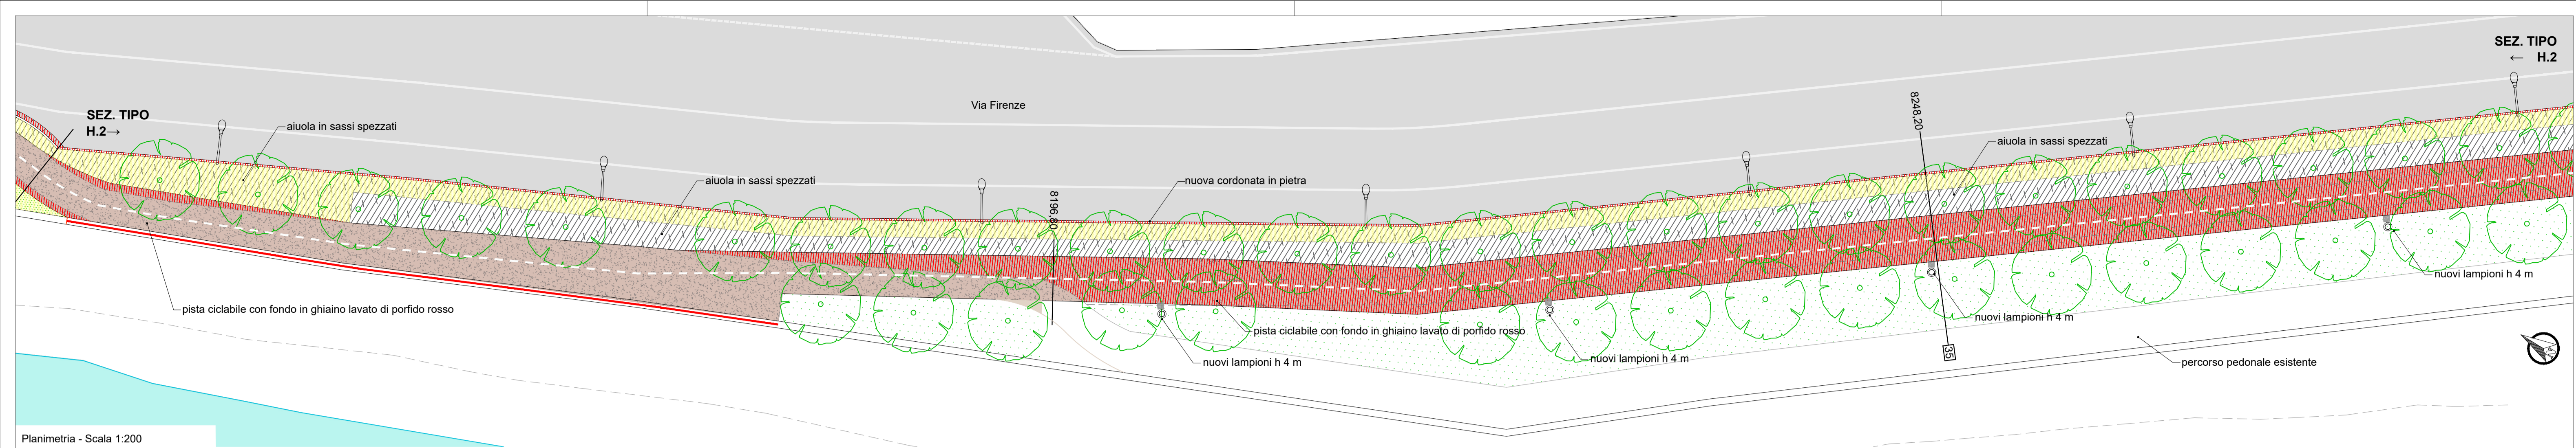 SEZ. TIPO
← H.2
Via Firenze
SEZ. TIPO
H.2→
aiuola in sassi spezzati
8248,20
aiuola in sassi spezzati
aiuola in sassi spezzati
nuova cordonata in pietra
8196,80
nuovi lampioni h 4 m
pista ciclabile con fondo in ghiaino lavato di porfido rosso
nuovi lampioni h 4 m
pista ciclabile con fondo in ghiaino lavato di porfido rosso
35
nuovi lampioni h 4 m
nuovi lampioni h 4 m
percorso pedonale esistente
Planimetria - Scala 1:200